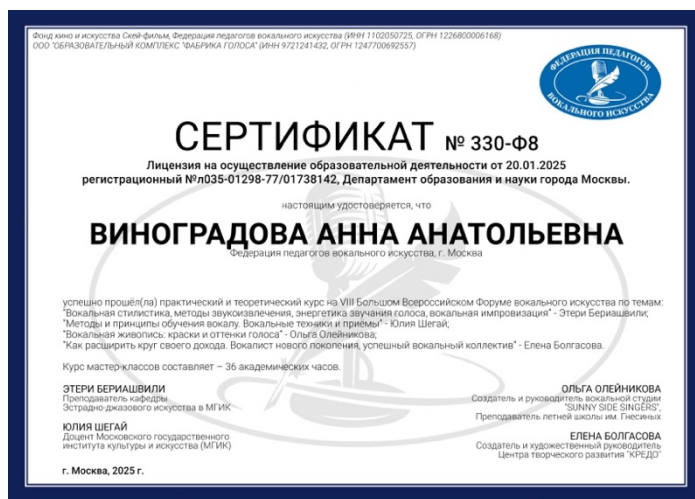 Фонд кино и искусства Скей-фильм, Федерация педагогов вокального искусства (ИНН 1102050725, ОГРН 1226800006168)
ООО "ОБРАЗОВАТЕЛЬНЫЙ КОМПЛЕКС "ФАБРИКА ГОЛОСА" (ИНН 9721241432, ОГРН 1247700692557)
ФЕДЕРАЦИЯ ПЕДАГОГОВ
ВОКАЛЬНОГО ИСКУССТВА
СЕРТИФИКАТ № 330-Ф8
Лицензия на осуществление образовательной деятельности от 20.01.2025
регистрационный №л035-01298-77/01738142, Департамент образования и науки города Москвы.
настоящим удостоверяется, что
ВИНОГРАДОВА АННА АНАТОЛЬЕВНА
Федерация педагогов вокального искусства, г. Москва
успешно прошёл(ла) практический и теоретический курс на VIII Большом Всероссийском Форуме вокального искусства по темам:
"Вокальная стилистика, методы звукоизвлечения, энергетика звучания голоса, вокальная импровизация" - Этери Бериашвили;
"Методы и принципы обучения вокалу. Вокальные техники и приёмы" - Юлия Шегай;
"Вокальная живопись: краски и оттенки голоса" - Ольга Олейникова;
"Как расширить круг своего дохода. Вокалист нового поколения, успешный вокальный коллектив" - Елена Болгасова.
Курс мастер-классов составляет – 36 академических часов.
ЭТЕРИ БЕРИАШВИЛИ
Преподаватель кафедры
Эстрадно-джазового искусства в МГИК
ЮЛИЯ ШЕГАЙ
Доцент Московского государственного
института культуры и искусства (МГИК)
ОЛЬГА ОЛЕЙНИКОВА
Создатель и руководитель вокальной студии
"SUNNY SIDE SINGERS",
Преподаватель летней школы им. Гнесиных
ЕЛЕНА БОЛГАСОВА
Создатель и художественный руководитель
Центра творческого развития "КРЕДО"
г. Москва, 2025 г.